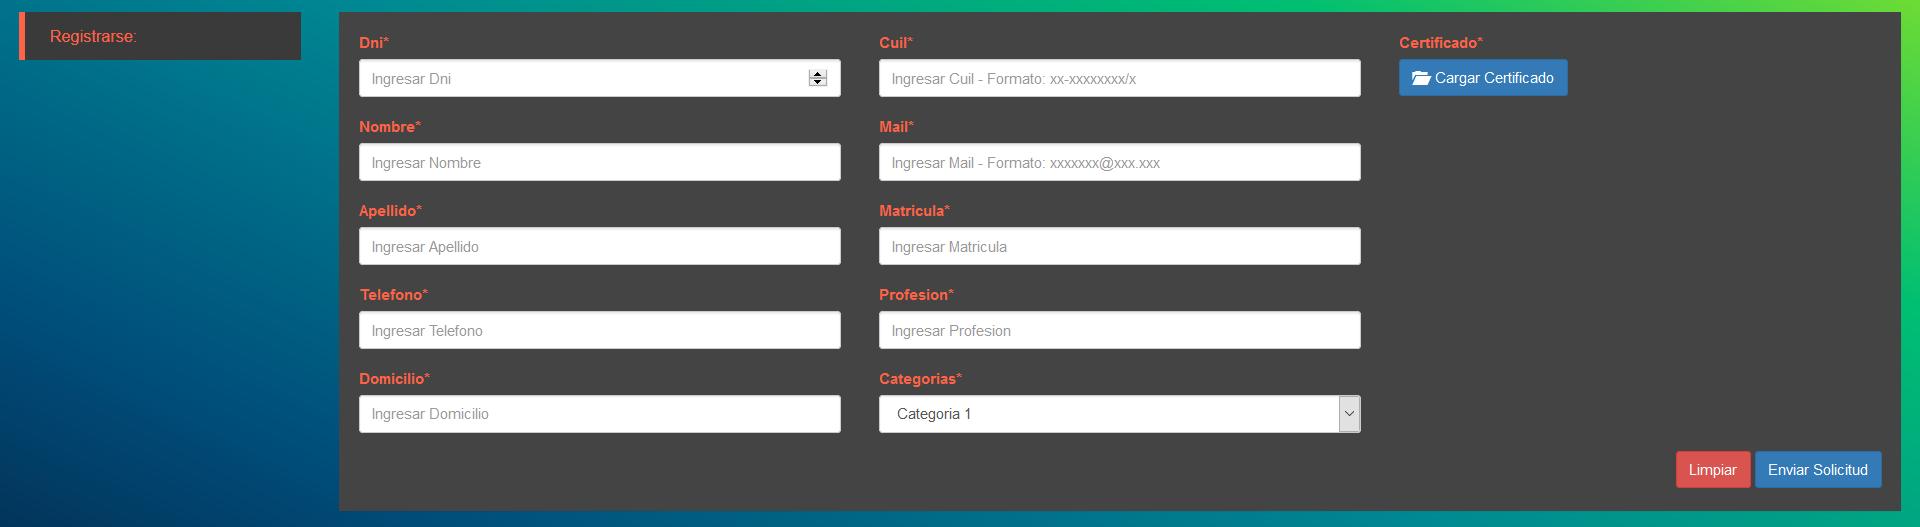 Registrarse:
Dni*
Ingresar Dni
Nombre*
Ingresar Nombre
Apellido*
Ingresar Apellido
Telefono*
Ingresar Telefono
Domicilio*
Ingresar Domicilio
Cuil*
Ingresar Cuil - Formato: xx-xxxxxxxx/x
Mail*
Ingresar Mail - Formato: xxxxxxx@xxx.xxx
Matricula*
Ingresar Matricula
Profesion*
Ingresar Profesion
Categorias*
Categoria 1
Certificado*
Cargar Certificado
Limpiar
Enviar Solicitud